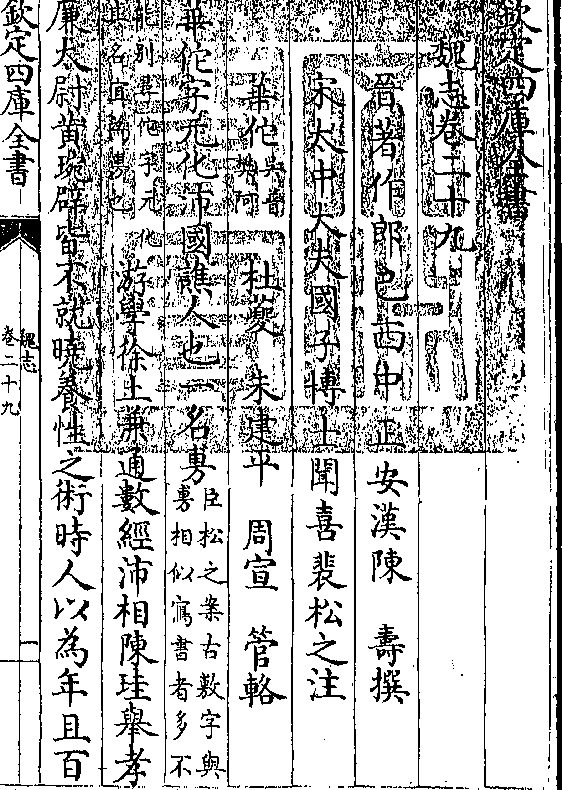 欽定四庫全書
魏志卷二十九
晉著作郎巴西中正安漢陳 壽撰
宋太中大夫國子博士聞喜裴松之注
華佗吳普 樊阿 杜夔 朱建平 周宣 管輅
華佗字元化沛國譙人也一名旉臣松之案古敷字與旉相似寫書者多不
能別尋佗字元化其名宜為旉也游學徐土兼通數經沛相陳珪舉孝
廉太尉黃琬辟皆不就曉養性之術時人以為年且百
欽定四庫全書
魏志
卷二十九
一